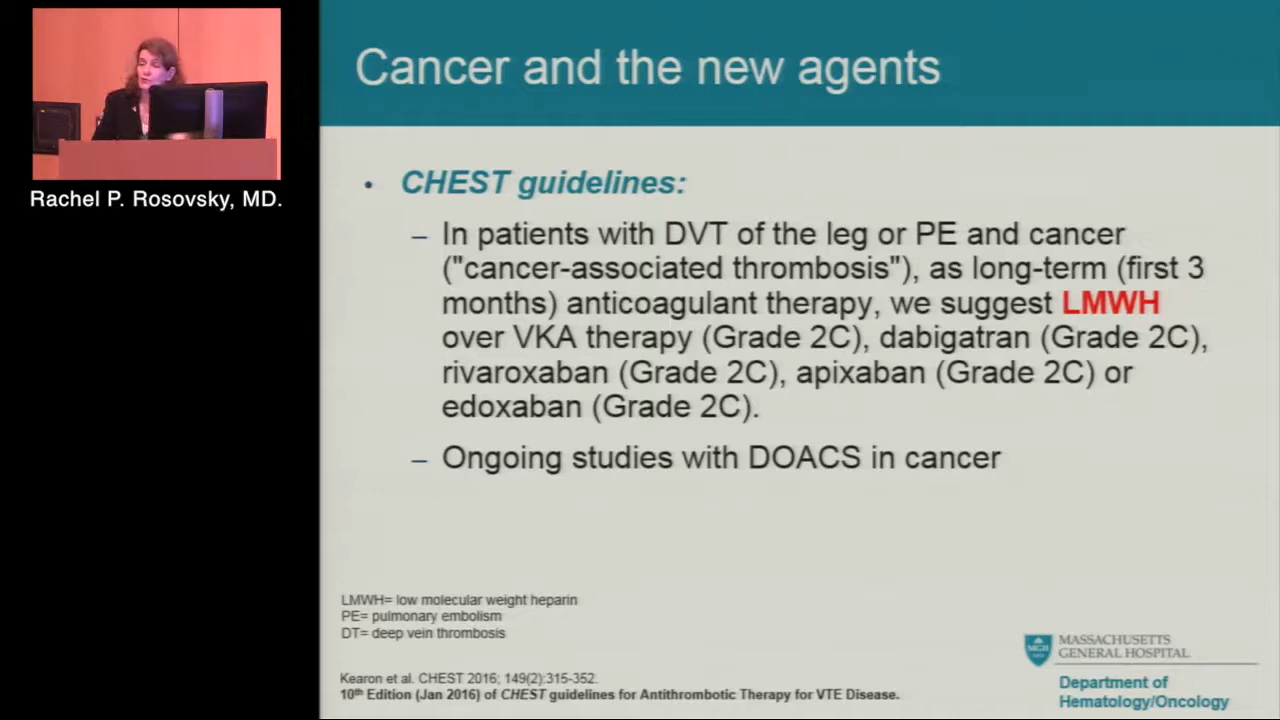 Cancer and the new agents
Rachel P. Rosovsky, MD.
• CHEST guidelines:
– In patients with DVT of the leg or PE and cancer
("cancer-associated thrombosis"), as long-term (first 3
months) anticoagulant therapy, we suggest LMWH
over VKA therapy (Grade 2C), dabigatran (Grade 2C),
rivaroxaban (Grade 2C), apixaban (Grade 2C) or
edoxaban (Grade 2C).
– Ongoing studies with DOACS in cancer
LMWH= low molecular weight heparin
PE= pulmonary embolism
DT= deep vein thrombosis
Kearon et al. CHEST 2016; 149(2):315-352.
10th Edition (Jan 2016) of CHEST guidelines for Antithrombotic Therapy for VTE Disease.
MGH
MASSACHUSETTS
GENERAL HOSPITAL
Department of
Hematology/Oncology